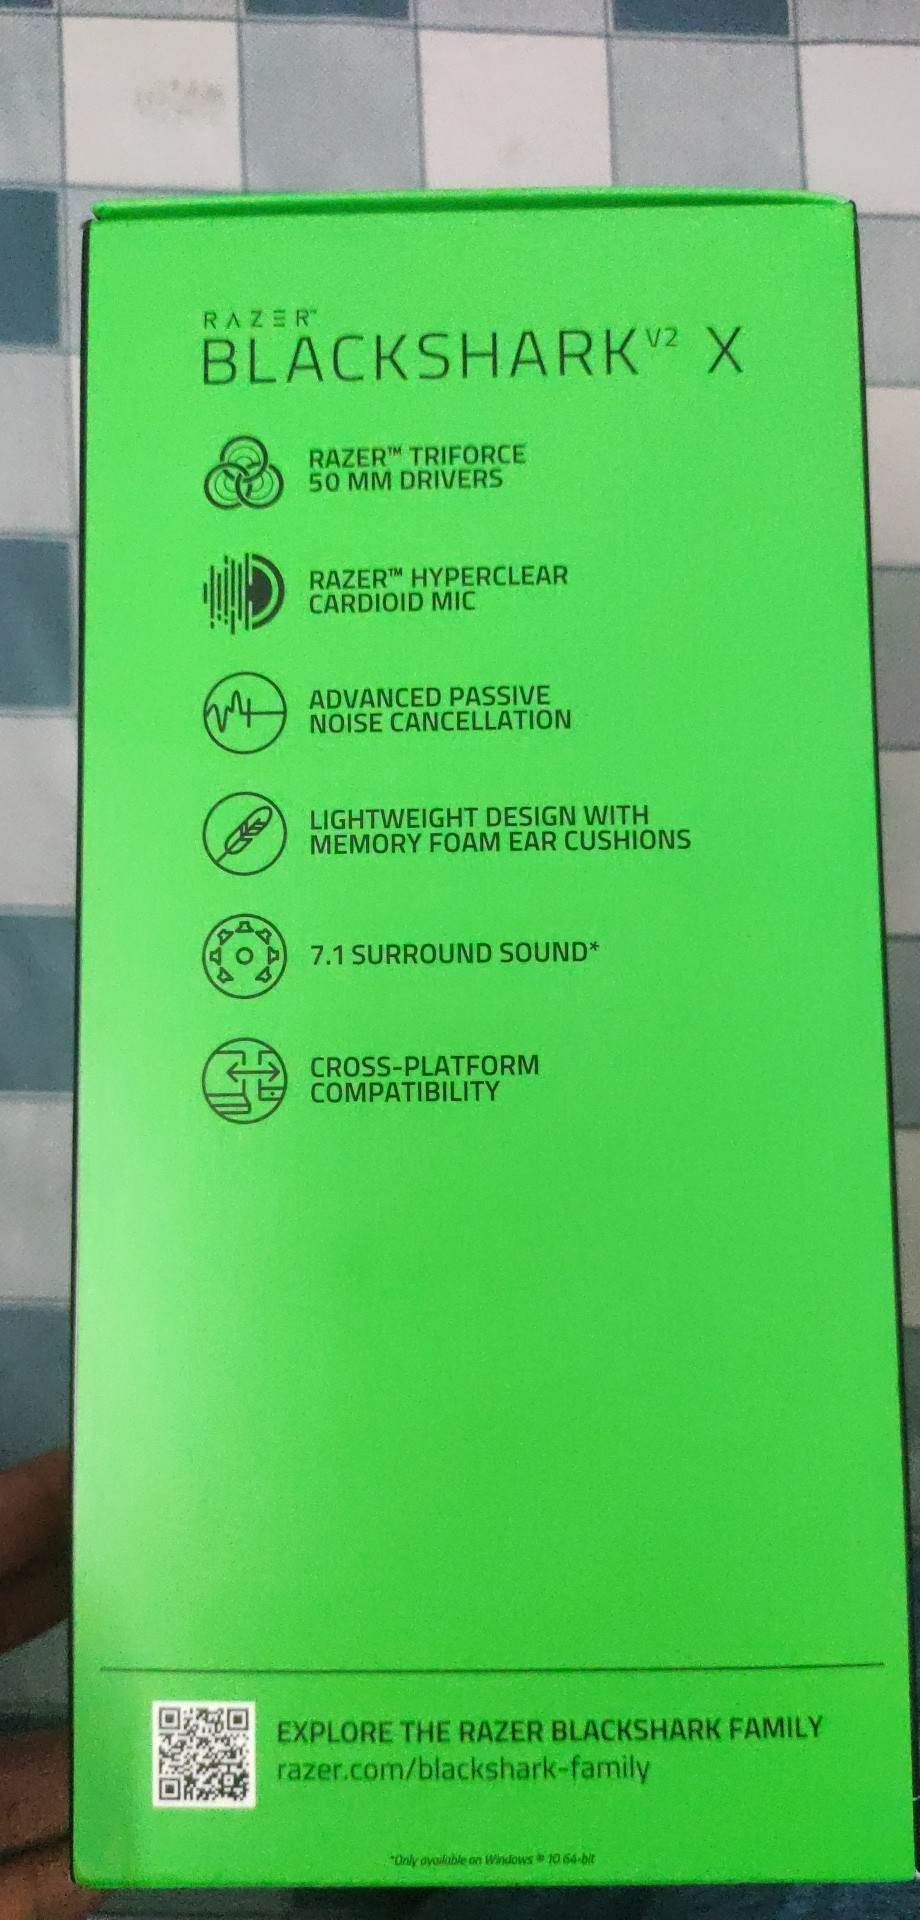 RAZER™
BLACKSHARK V2 X
RAZER™ TRIFORCE
50 MM DRIVERS
RAZER™ HYPERCLEAR
CARDIOID MIC
ADVANCED PASSIVE
NOISE CANCELLATION
LIGHTWEIGHT DESIGN WITH
MEMORY FOAM EAR CUSHIONS
7.1 SURROUND SOUND*
CROSS-PLATFORM
COMPATIBILITY
EXPLORE THE RAZER BLACKSHARK FAMILY
razer.com/blackshark-family
*Only available on Windows ® 10 64-bit